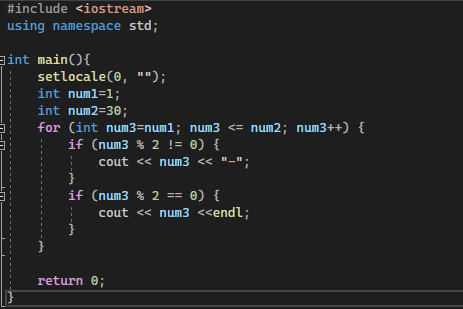 #include <iostream>
using namespace std;

int main(){
    setlocale(0, "");
    int num1=1;
    int num2=30;
    for (int num3=num1; num3 <= num2; num3++) {
        if (num3 % 2 != 0) {
            cout << num3 << "-";
        }
        if (num3 % 2 == 0) {
            cout << num3 <<endl;
        }
    }

    return 0;
}